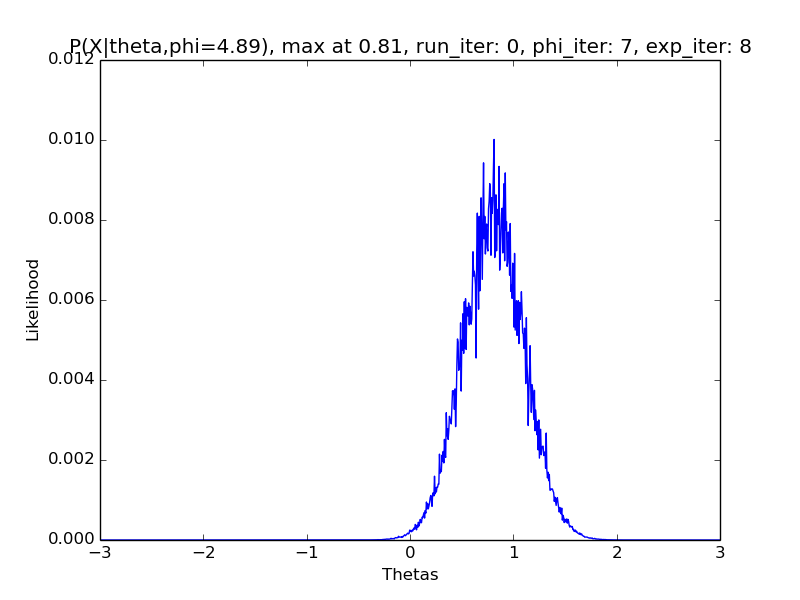 P(X|theta,phi=4.89), max at 0.81, run_iter: 0, phi_iter: 7, exp_iter: 8
0.012
0.010
0.008
0.006
0.004
0.002
0.000
Likelihood
−3 −2 −1 0 1 2 3
Thetas